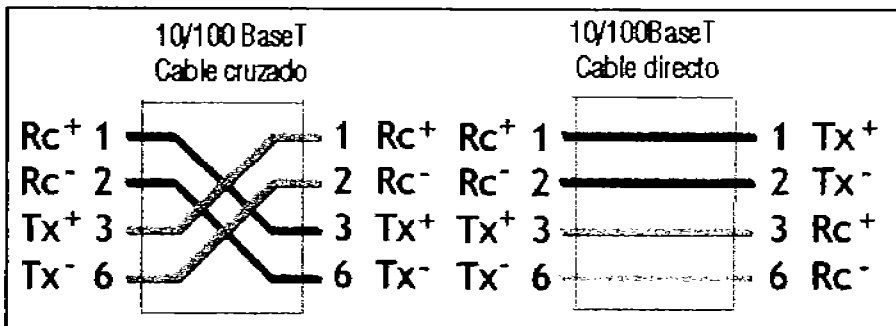 10/100 BaseT
Cable cruzado
10/100BaseT
Cable directo
Rc+ 1 1 Rc+ Rc+ 1 1 Tx+
Rc- 2 2 Rc- Rc- 2 2 Tx-
Tx+ 3 3 Tx+ Tx+ 3 3 Rc+
Tx- 6 6 Tx- Tx- 6 6 Rc-